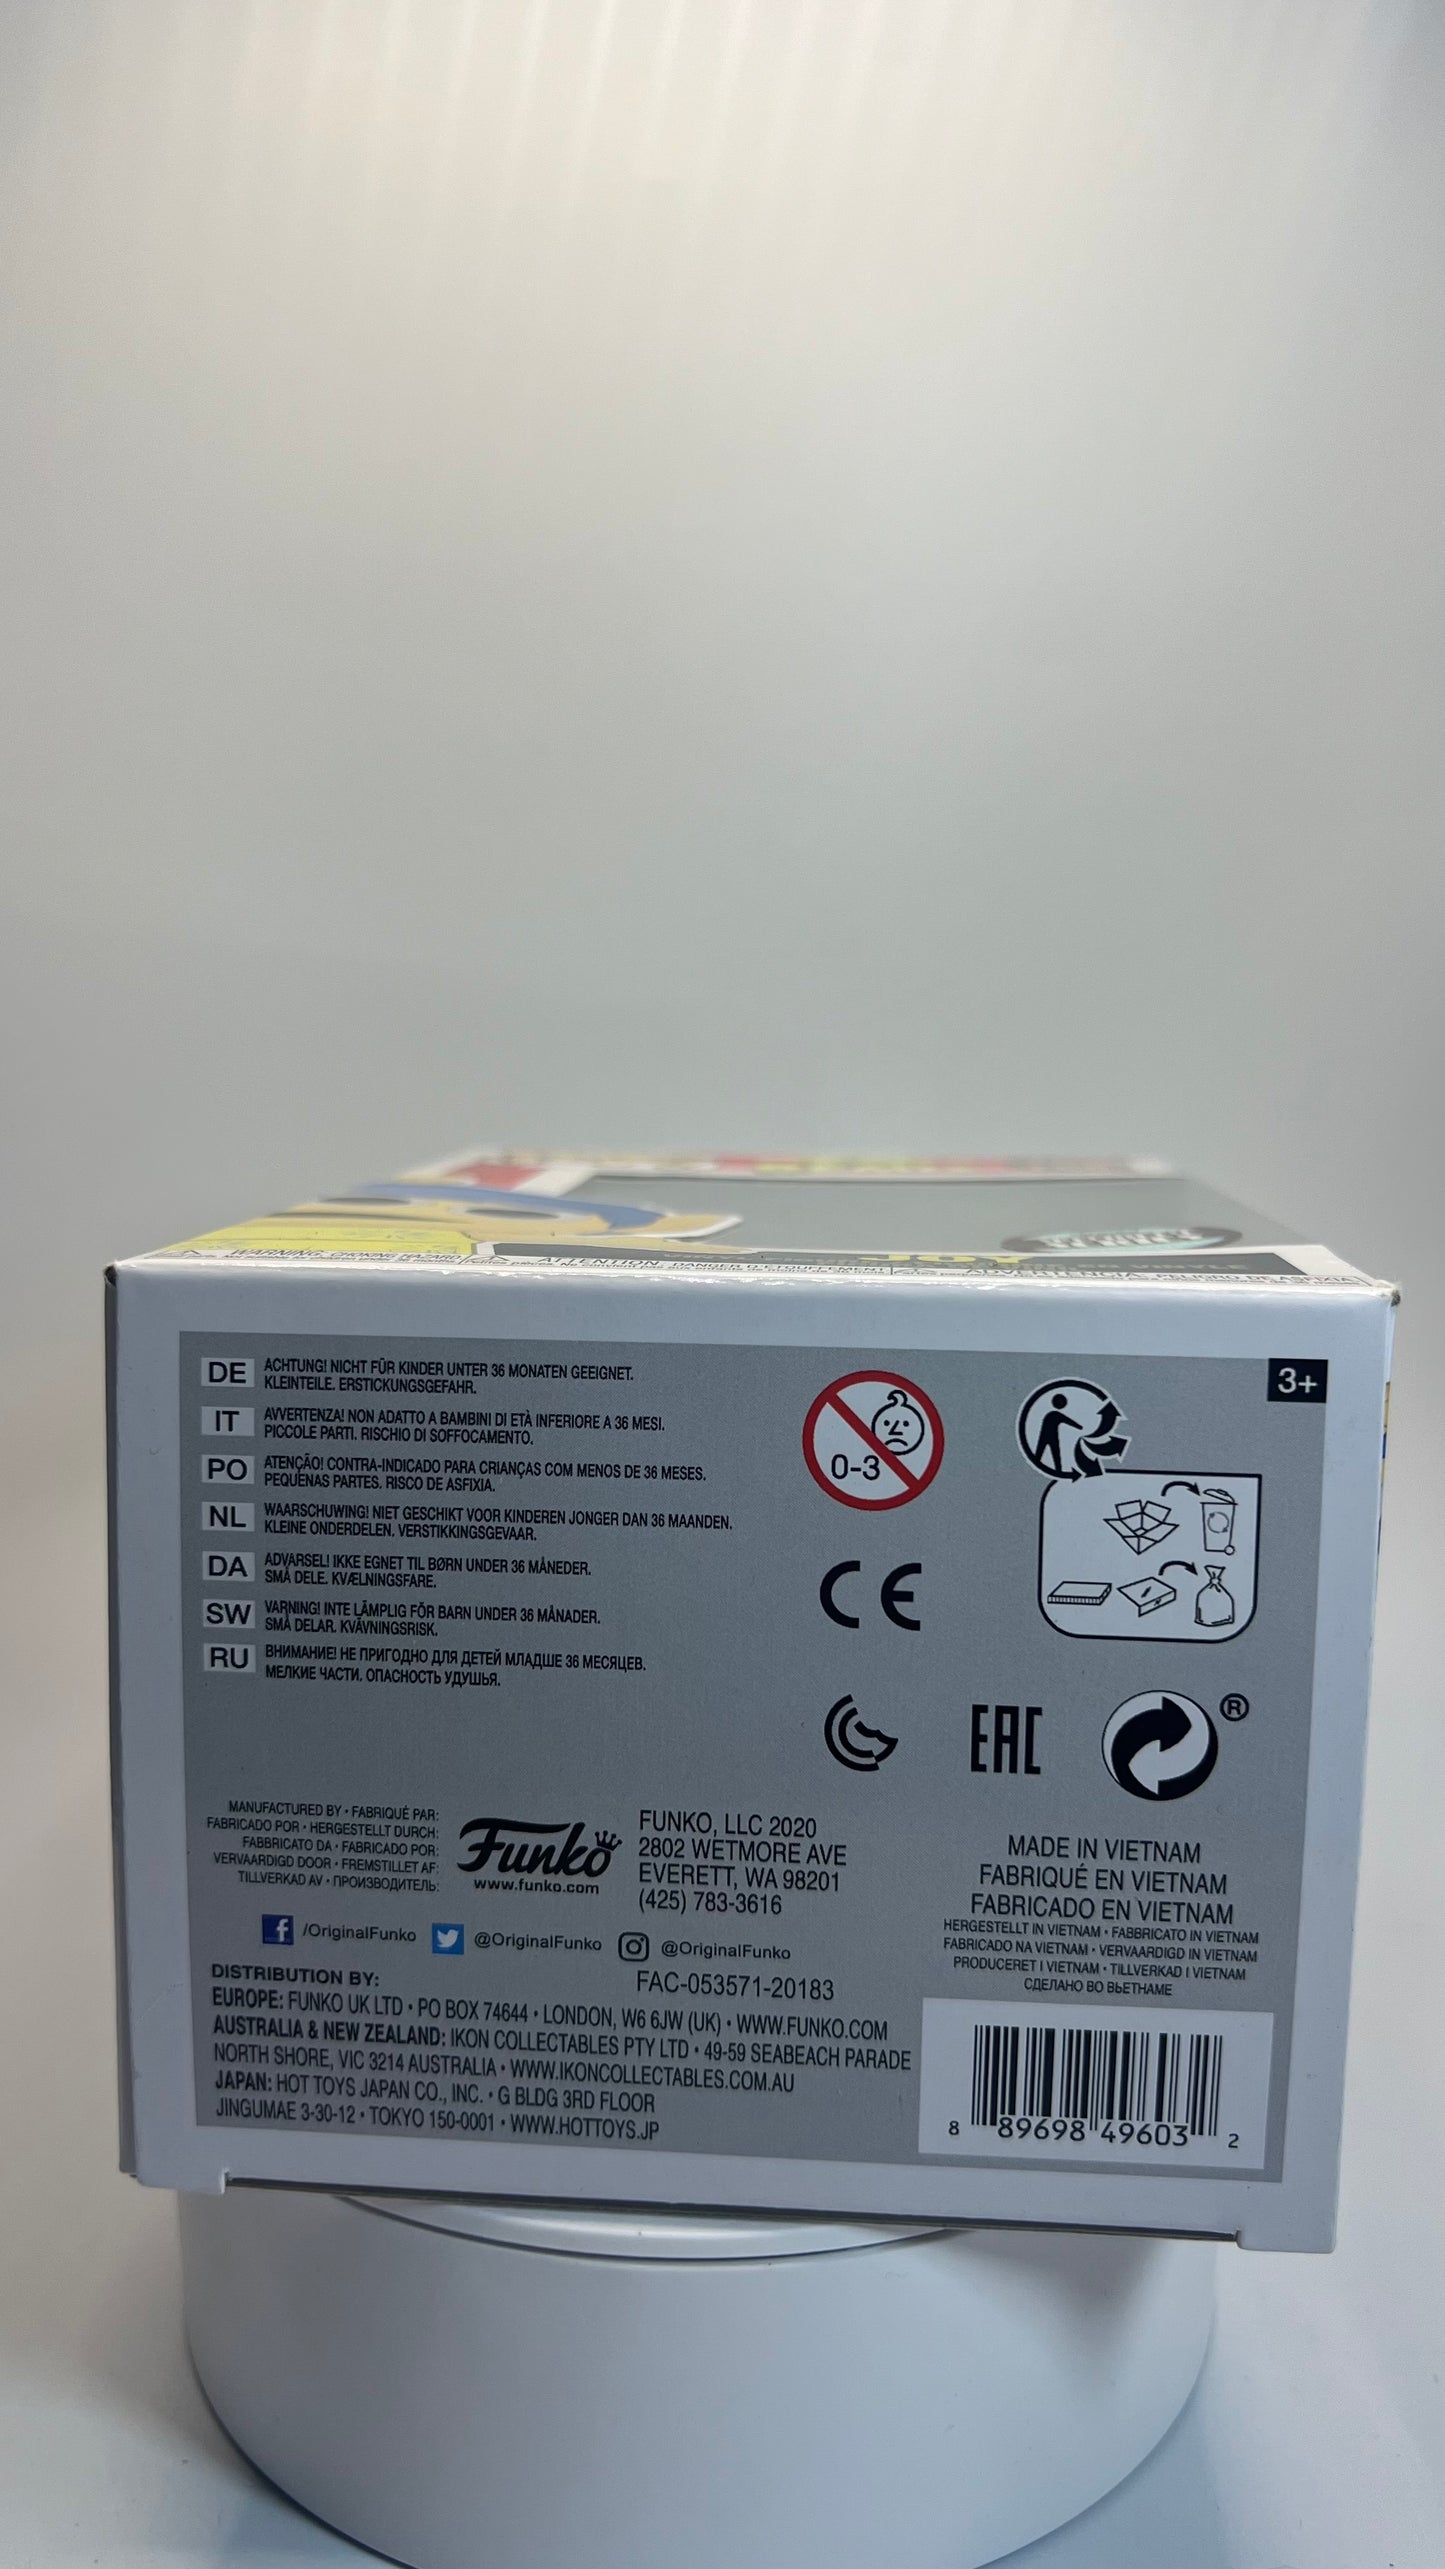 WARNING: CHOKING HAZARD
ATTENTION: DANGER D'ÉTOUFFEMENT
ADVERTENCIA: PELIGRO DE ASFIXIA
JOY
3+
DE ACHTUNG! NICHT FÜR KINDER UNTER 36 MONATEN GEEIGNET.
KLEINTEILE. ERSTICKUNGSGEFAHR.
IT AVVERTENZA! NON ADATTO A BAMBINI DI ETÀ INFERIORE A 36 MESI.
PICCOLE PARTI. RISCHIO DI SOFFOCAMENTO.
PO ATENÇÃO! CONTRA-INDICADO PARA CRIANÇAS COM MENOS DE 36 MESES.
PEQUENAS PARTES. RISCO DE ASFIXIA.
NL WAARSCHUWING! NIET GESCHIKT VOOR KINDEREN JONGER DAN 36 MAANDEN.
KLEINE ONDERDELEN. VERSTIKKINGSGEVAAR.
DA ADVARSEL! IKKE EGNET TIL BØRN UNDER 36 MÅNEDER.
SMÅ DELE. KVÆLNINGSFARE.
SW VARNING! INTE LÄMPLIG FÖR BARN UNDER 36 MÅNADER.
SMÅ DELAR. KVÄVNINGSRISK.
RU ВНИМАНИЕ! НЕ ПРИГОДНО ДЛЯ ДЕТЕЙ МЛАДШЕ 36 МЕСЯЦЕВ.
МЕЛКИЕ ЧАСТИ. ОПАСНОСТЬ УДУШЬЯ.
0-3
CE
EAC
®
MANUFACTURED BY • FABRIQUÉ PAR:
FABRICADO POR • HERGESTELLT DURCH:
FABBRICATO DA • FABRICADO POR:
VERVAARDIGD DOOR • FREMSTILLET AF:
TILLVERKAD AV • ПРОИЗВОДИТЕЛЬ:
Funko
www.funko.com
FUNKO, LLC 2020
2802 WETMORE AVE
EVERETT, WA 98201
(425) 783-3616
/OriginalFunko @OriginalFunko @OriginalFunko
FAC-053571-20183
DISTRIBUTION BY:
EUROPE: FUNKO UK LTD • PO BOX 74644 • LONDON, W6 6JW (UK) • WWW.FUNKO.COM
AUSTRALIA & NEW ZEALAND: IKON COLLECTABLES PTY LTD • 49-59 SEABEACH PARADE
NORTH SHORE, VIC 3214 AUSTRALIA • WWW.IKONCOLLECTABLES.COM.AU
JAPAN: HOT TOYS JAPAN CO., INC. • G BLDG 3RD FLOOR
JINGUMAE 3-30-12 • TOKYO 150-0001 • WWW.HOTTOYS.JP
MADE IN VIETNAM
FABRIQUÉ EN VIETNAM
FABRICADO EN VIETNAM
HERGESTELLT IN VIETNAM • FABBRICATO IN VIETNAM
FABRICADO NA VIETNAM • VERVAARDIGD IN VIETNAM
PRODUCERET I VIETNAM • TILLVERKAD I VIETNAM
СДЕЛАНО ВО ВЬЕТНАМЕ
8 89698 49603 2